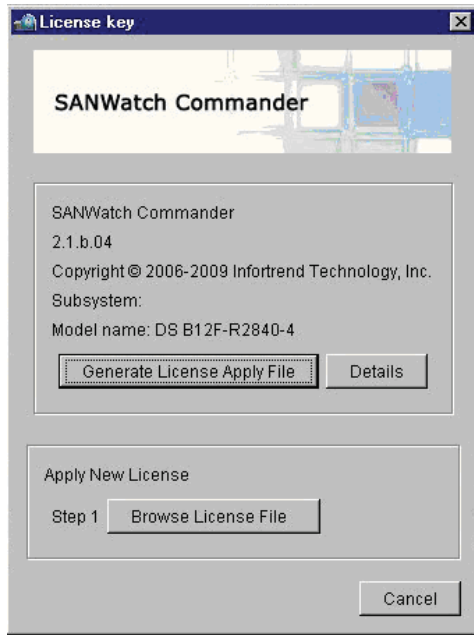 License key
SANWatch Commander
SANWatch Commander
2.1.b.04
Copyright © 2006-2009 Infortrend Technology, Inc.
Subsystem:
Model name: DS B12F-R2840-4
Generate License Apply File
Details
Apply New License
Step 1 Browse License File
Cancel